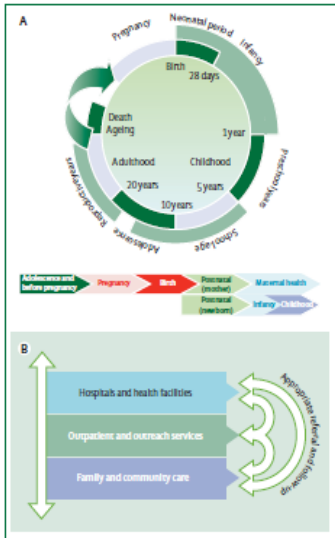 A
Pregnancy
Neonatal period
Infancy
Birth
28 days
1 year
Preschool years
Childhood
5 years
School age
10 years
Adolescence
20 years
Adulthood
Reproductive years
Death
Ageing
Adolescence and
before pregnancy
Pregnancy
Birth
Postnatal
(mother)
Maternal health
Postnatal
(newborn)
Infancy
Childhood
B
Hospitals and health facilities
Outpatient and outreach services
Family and community care
Appropriate referral and follow-up